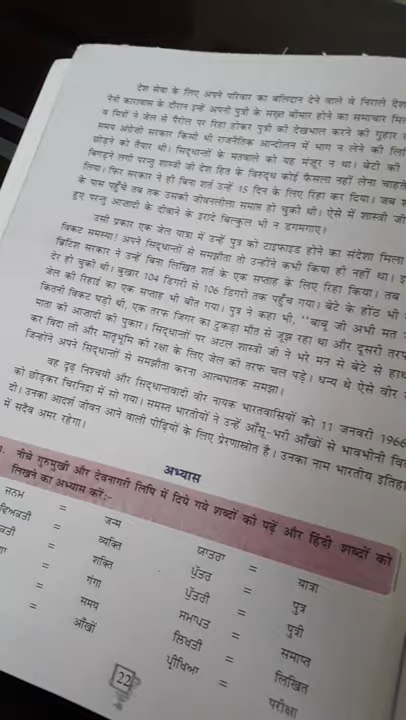 देश सेवा के लिए अपने परिवार का बलिदान देने वाले वे निराले देश
नैनी कारावास के दौरान इन्हें अपनी पुत्री के सख़्त बीमार होने का समाचार मि
व मित्रों ने जेल से पैरोल पर रिहा होकर पुत्री की देखभाल करने की गुहार
समय अंग्रेज़ी सरकार किसी भी राजनैतिक आन्दोलन में भाग न लेने की लि
छोड़ने को तैयार थी। सिद्धान्तों के मतवाले को यह मंजूर न था। बेटी की
बिगड़ने लगी परन्तु शास्त्री जी देश हित के विरुद्ध कोई फैसला नहीं लेना चाहते
लिया। फिर सरकार ने ही बिना शर्त उन्हें 15 दिन के लिए रिहा कर दिया। जब श
के पास पहुँचे तब तक उसकी जीवनलीला समाप्त हो चुकी थी। ऐसे में शास्त्री जी
हुए परन्तु आज़ादी के दीवाने के इरादे बिल्कुल भी न डगमगाए।
उसी प्रकार एक जेल यात्रा में उन्हें पुत्र को टाइफाइड होने का संदेशा मिला
विकट समस्या! अपने सिद्धान्तों से समझौता तो उन्होंने कभी किया ही नहीं था। इ
ब्रिटिश सरकार ने उन्हें बिना लिखित शर्त के एक सप्ताह के लिए रिहा किया। तब
देर हो चुकी थी। बुखार 104 डिगरी से 106 डिगरी तक पहुँच गया। बेटे के होंठ भी
जेल की रिहाई का एक सप्ताह भी बीत गया। पुत्र ने कहा भी, ''बाबू जी अभी मत
कितनी विकट घड़ी थी, एक तरफ जिगर का टुकड़ा मौत से जूझ रहा था और दूसरी तरफ
माता की आज़ादी की पुकार। सिद्धान्तों पर अटल शास्त्री जी ने भरे मन से बेटे से हाथ
कर विदा ली और मातृभूमि की रक्षा के लिए जेल की तरफ चल पड़े। धन्य थे ऐसे वीर
जिन्होंने अपने सिद्धान्तों से समझौता करना आत्मघातक समझा।
वह दृढ़ निश्चयी और सिद्धान्तवादी वीर नायक भारतवासियों को 11 जनवरी 1966
को छोड़कर चिरनिद्रा में सो गया। समस्त भारतीयों ने उन्हें आँसू-भरी आँखों से भावभीनी वि
दी। उनका आदर्श जीवन आने वाली पीढ़ियों के लिए प्रेरणास्रोत है। उनका नाम भारतीय इतिहा
में सदैव अमर रहेगा।
अभ्यास
1. नीचे गुरुमुखी और देवनागरी लिपि में दिये गये शब्दों को पढ़ें और हिंदी शब्दों को
लिखने का अभ्यास करें:-
ਜਨਮ = जन्म ਯਾਤਰਾ = यात्रा
ਵਿਅਕਤੀ = व्यक्ति ਪੁੱਤਰ = पुत्र
ਕਤੀ = शक्ति ਪੁੱਤਰੀ = पुत्री
ਗਾ = गंगा ਸਮਾਪਤ = समाप्त
= समय ਲਿਖਤੀ = लिखित
= आँखों ਪ੍ਰੀਖਿਆ = परीक्षा
22